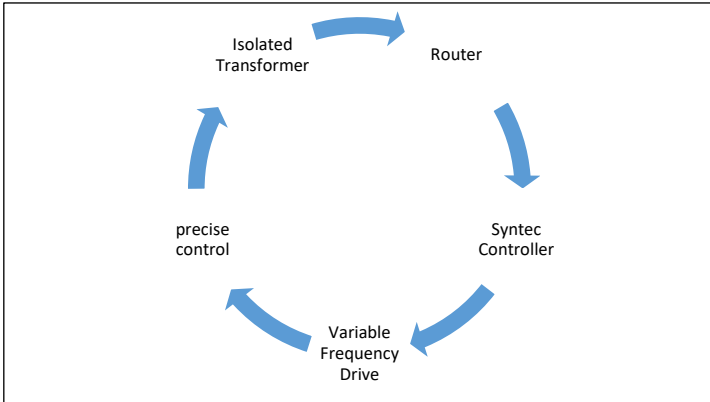 Isolated
Transformer
Router
Syntec
Controller
Variable
Frequency
Drive
precise
control